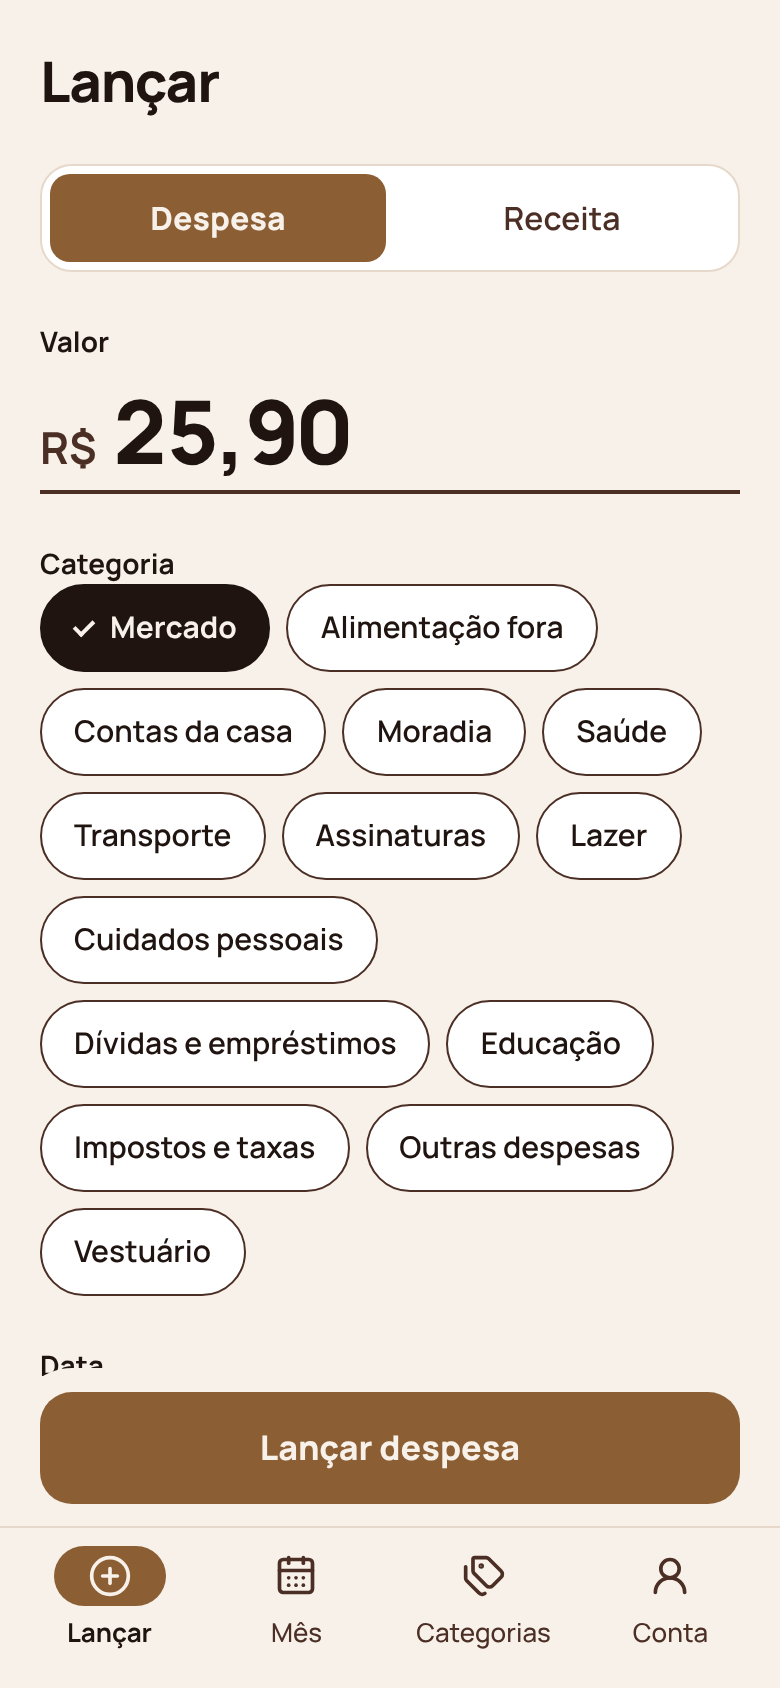 Lançar
Despesa Receita
Valor
R$ 25,90
Categoria
Mercado Alimentação fora
Contas da casa Moradia Saúde
Transporte Assinaturas Lazer
Cuidados pessoais
Dívidas e empréstimos Educação
Impostos e taxas Outras despesas
Vestuário
Data
Lançar despesa
Lançar Mês Categorias Conta